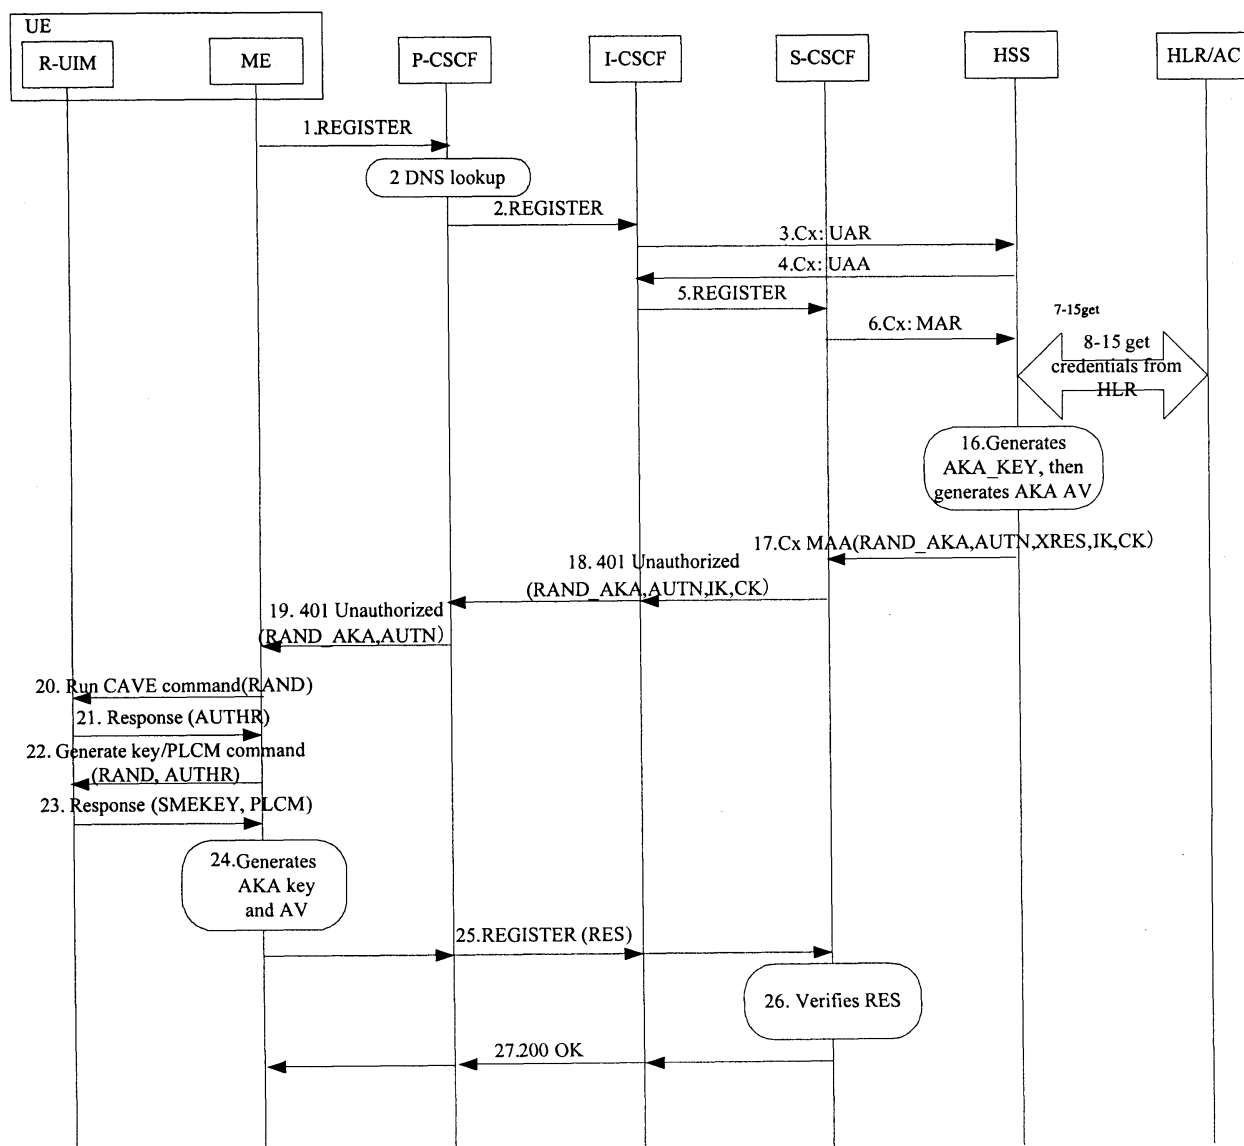 UE
R-UIM
ME
P-CSCF
I-CSCF
S-CSCF
HSS
HLR/AC
1.REGISTER
2 DNS lookup
2.REGISTER
3.Cx: UAR
4.Cx: UAA
5.REGISTER
6.Cx: MAR
7-15get
8-15 get
credentials from
HLR
16.Generates
AKA_KEY, then
generates AKA AV
17.Cx MAA(RAND_AKA,AUTN,XRES,IK,CK)
18. 401 Unauthorized
(RAND_AKA,AUTN,IK,CK)
19. 401 Unauthorized
(RAND_AKA,AUTN)
20. Run CAVE command(RAND)
21. Response (AUTHR)
22. Generate key/PLCM command
(RAND, AUTHR)
23. Response (SMEKEY, PLCM)
24.Generates
AKA key
and AV
25.REGISTER (RES)
26. Verifies RES
27.200 OK